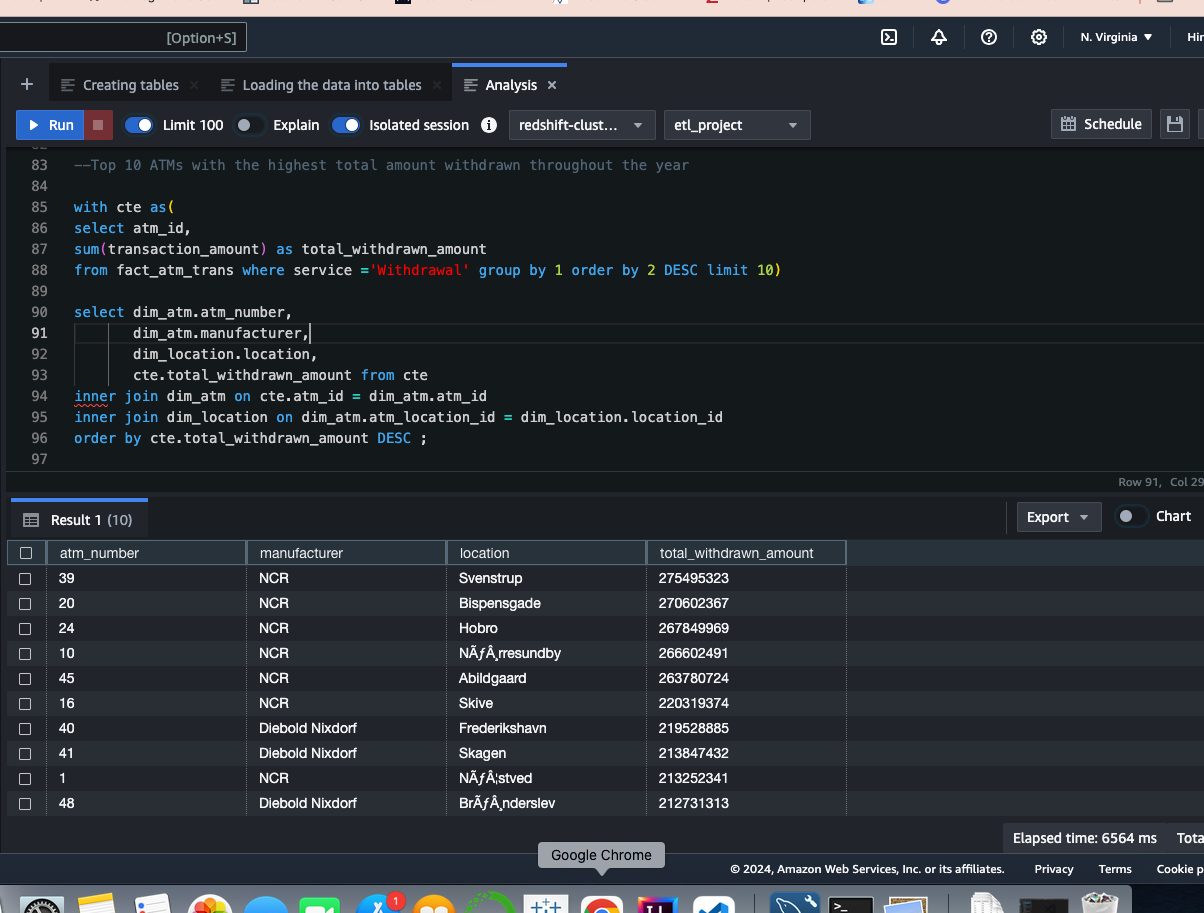 [Option+S]
N. Virginia
Creating tables
Loading the data into tables
Analysis
Run
Limit 100
Explain
Isolated session
redshift-clust...
etl_project
Schedule
83 --Top 10 ATMs with the highest total amount withdrawn throughout the year
84
85 with cte as(
86 select atm_id,
87 sum(transaction_amount) as total_withdrawn_amount
88 from fact_atm_trans where service ='Withdrawal' group by 1 order by 2 DESC limit 10)
89
90 select dim_atm.atm_number,
91 dim_atm.manufacturer,
92 dim_location.location,
93 cte.total_withdrawn_amount from cte
94 inner join dim_atm on cte.atm_id = dim_atm.atm_id
95 inner join dim_location on dim_atm.atm_location_id = dim_location.location_id
96 order by cte.total_withdrawn_amount DESC ;
97
Row 91, Col 29
Result 1 (10)
Export
Chart
atm_number manufacturer location total_withdrawn_amount
39 NCR Svenstrup 275495323
20 NCR Bispensgade 270602367
24 NCR Hobro 267849969
10 NCR NÃƒÂ¸rresundby 266602491
45 NCR Abildgaard 263780724
16 NCR Skive 220319374
40 Diebold Nixdorf Frederikshavn 219528885
41 Diebold Nixdorf Skagen 213847432
1 NCR NÃƒÂ¦stved 213252341
48 Diebold Nixdorf BrÃƒÂ¸nderslev 212731313
Elapsed time: 6564 ms
Google Chrome
© 2024, Amazon Web Services, Inc. or its affiliates.
Privacy
Terms
1